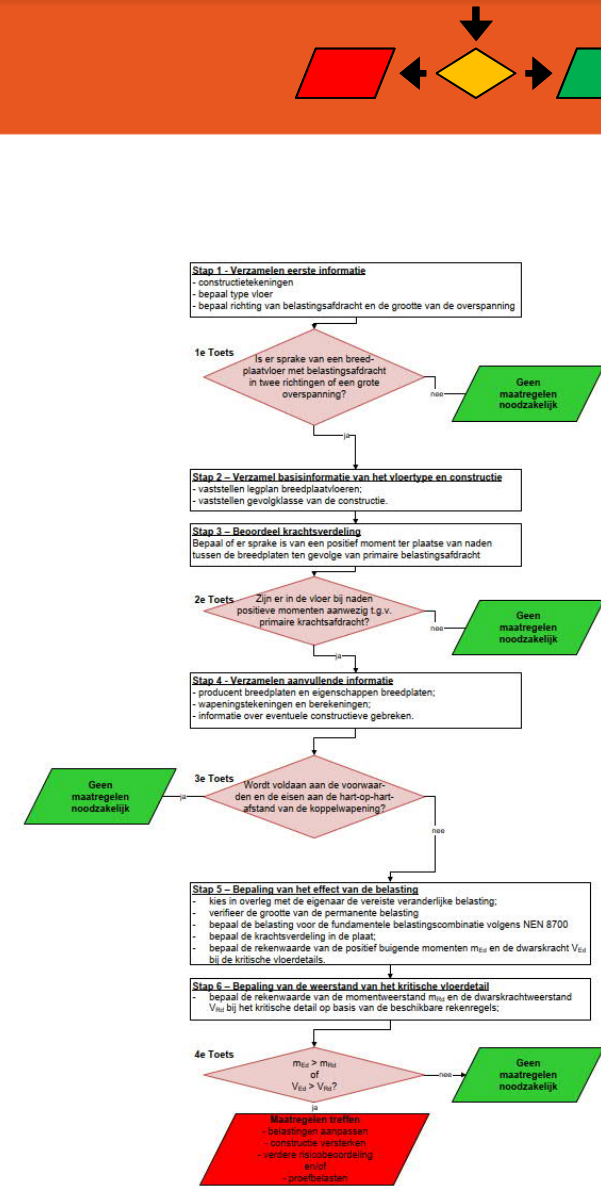 Stap 1 - Verzamelen eerste informatie
- constructietekeningen
- bepaal type vloer
- bepaal richting van belastingsafdracht en de grootte van de overspanning
1e Toets
Is er sprake van een breed-
plaatvloer met belastingsafdracht
in twee richtingen of een grote
overspanning?
nee
Geen
maatregelen
noodzakelijk
ja
Stap 2 – Verzamel basisinformatie van het vloertype en constructie
- vaststellen legplan breedplaatvloeren;
- vaststellen gevolgklasse van de constructie.
Stap 3 – Beoordeel krachtsverdeling
Bepaal of er sprake is van een positief moment ter plaatse van naden
tussen de breedplaten ten gevolge van primaire belastingsafdracht
2e Toets
Zijn er in de vloer bij naden
positieve momenten aanwezig t.g.v.
primaire krachtsafdracht?
nee
Geen
maatregelen
noodzakelijk
ja
Stap 4 - Verzamelen aanvullende informatie
- producent breedplaten en eigenschappen breedplaten;
- wapeningstekeningen en berekeningen;
- informatie over eventuele constructieve gebreken.
3e Toets
Wordt voldaan aan de voorwaar-
den en de eisen aan de hart-op-hart-
afstand van de koppelwapening?
ja
Geen
maatregelen
noodzakelijk
nee
Stap 5 – Bepaling van het effect van de belasting
- kies in overleg met de eigenaar de vereiste veranderlijke belasting;
- verifieer de grootte van de permanente belasting
- bepaal de belasting voor de fundamentele belastingscombinatie volgens NEN 8700
- bepaal de krachtsverdeling in de plaat;
- bepaal de rekenwaarde van de positief buigende momenten mEd en de dwarskracht VEd
bij de kritische vloerdetails.
Stap 6 – Bepaling van de weerstand van het kritische vloerdetail
- bepaal de rekenwaarde van de momentweerstand mRd en de dwarskrachtweerstand
VRd bij het kritische detail op basis van de beschikbare rekenregels;
4e Toets
mEd > mRd
of
VEd > VRd?
nee
Geen
maatregelen
noodzakelijk
ja
Maatregelen treffen
- belastingen aanpassen
- constructie versterken
- verdere risicobeoordeling
en/of
- proefbelasten